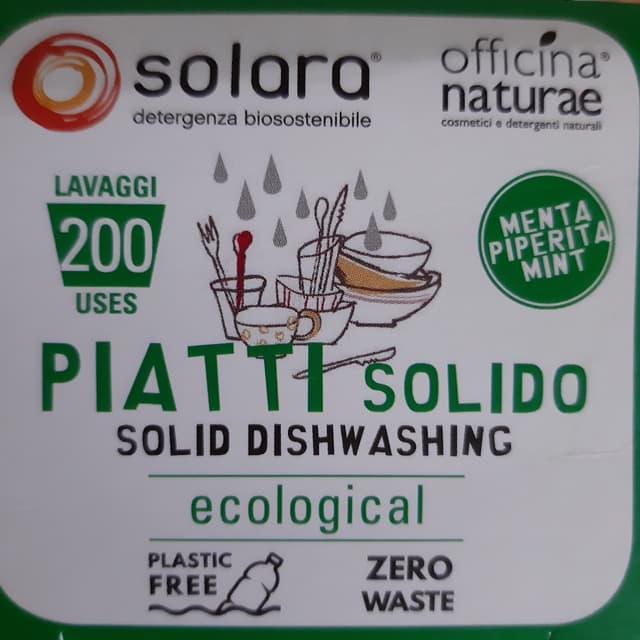 solara®
detergenza biosostenibile
officina®
naturae
cosmetici e detergenti naturali
LAVAGGI
200
USES
MENTA
PIPERITA
MINT
PIATTI SOLIDO
SOLID DISHWASHING
ecological
PLASTIC
FREE
ZERO
WASTE